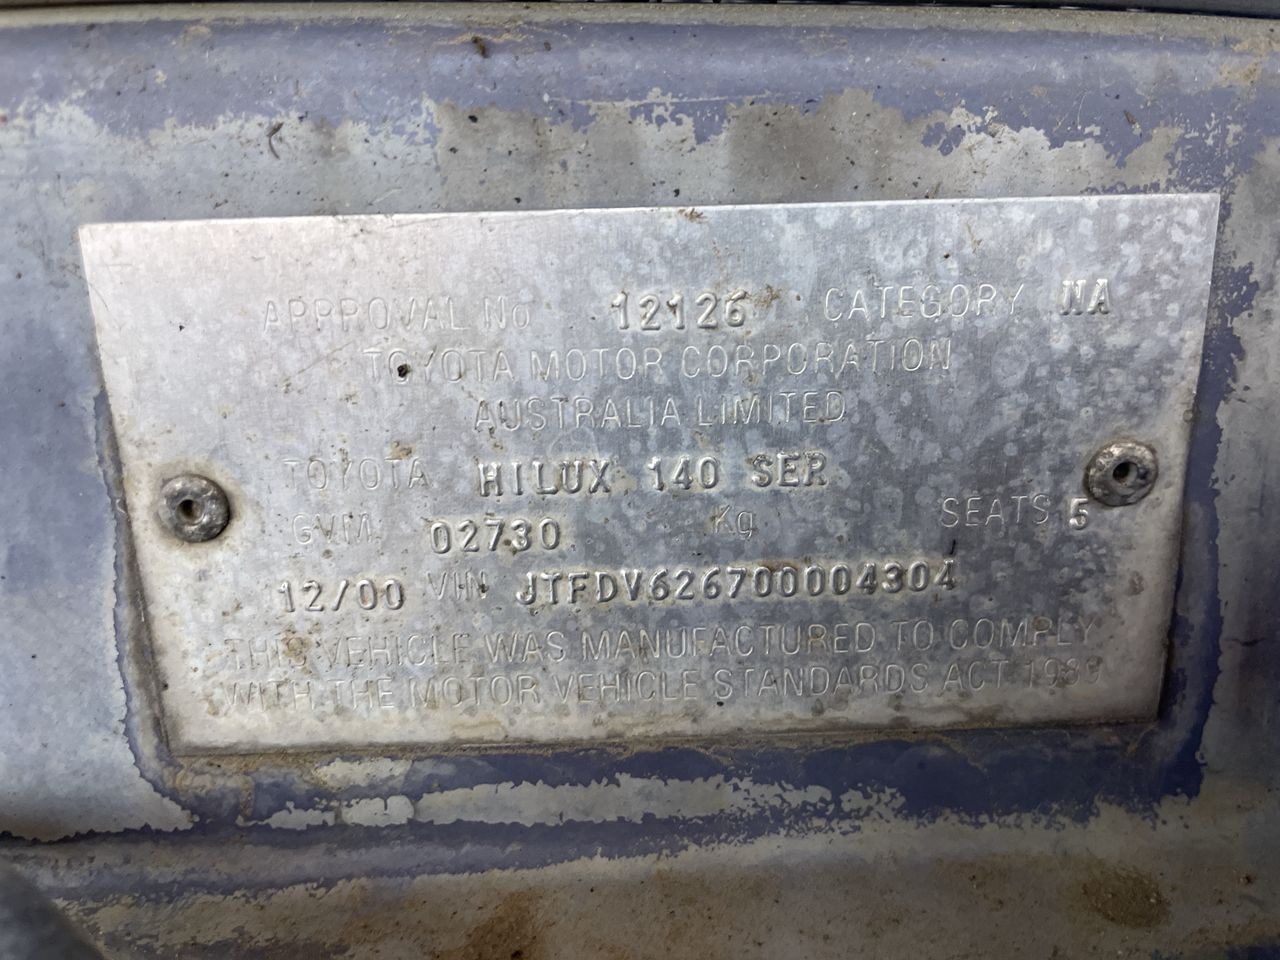 APPROVAL No 12126 CATEGORY NA
TOYOTA MOTOR CORPORATION
AUSTRALIA LIMITED
TOYOTA HILUX 140 SER
GVM 02730 Kg SEATS 5
12/00 VIN JTFDV626700004304
THIS VEHICLE WAS MANUFACTURED TO COMPLY
WITH THE MOTOR VEHICLE STANDARDS ACT 1989